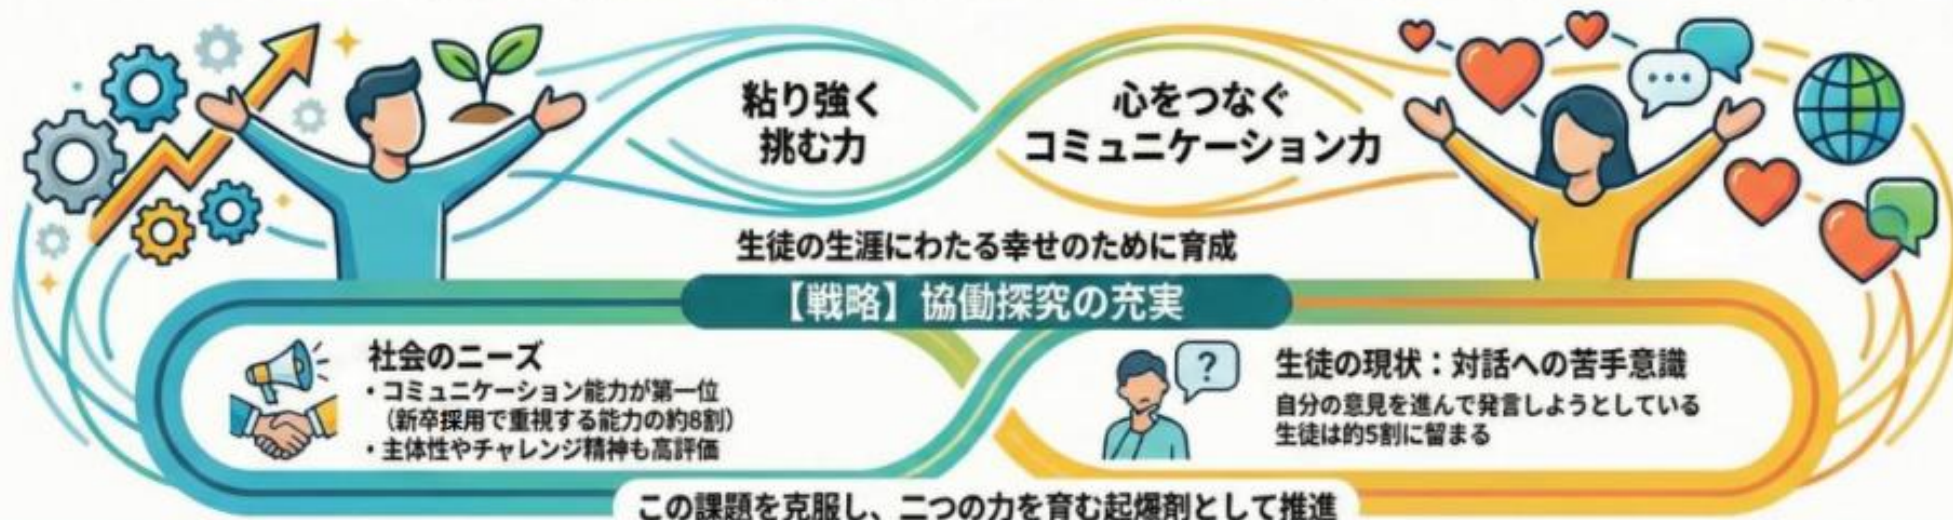 粘り強く
挑む力
心をつなぐ
コミュニケーション力
生徒の生涯にわたる幸せのために育成
【戦略】協働探究の充実
社会のニーズ
・コミュニケーション能力が第一位
（新卒採用で重視する能力の約8割）
・主体性やチャレンジ精神も高評価
?
生徒の現状：対話への苦手意識
自分の意見を進んで発言しようとしている
生徒は的5割に留まる
この課題を克服し、二つの力を育む起爆剤として推進